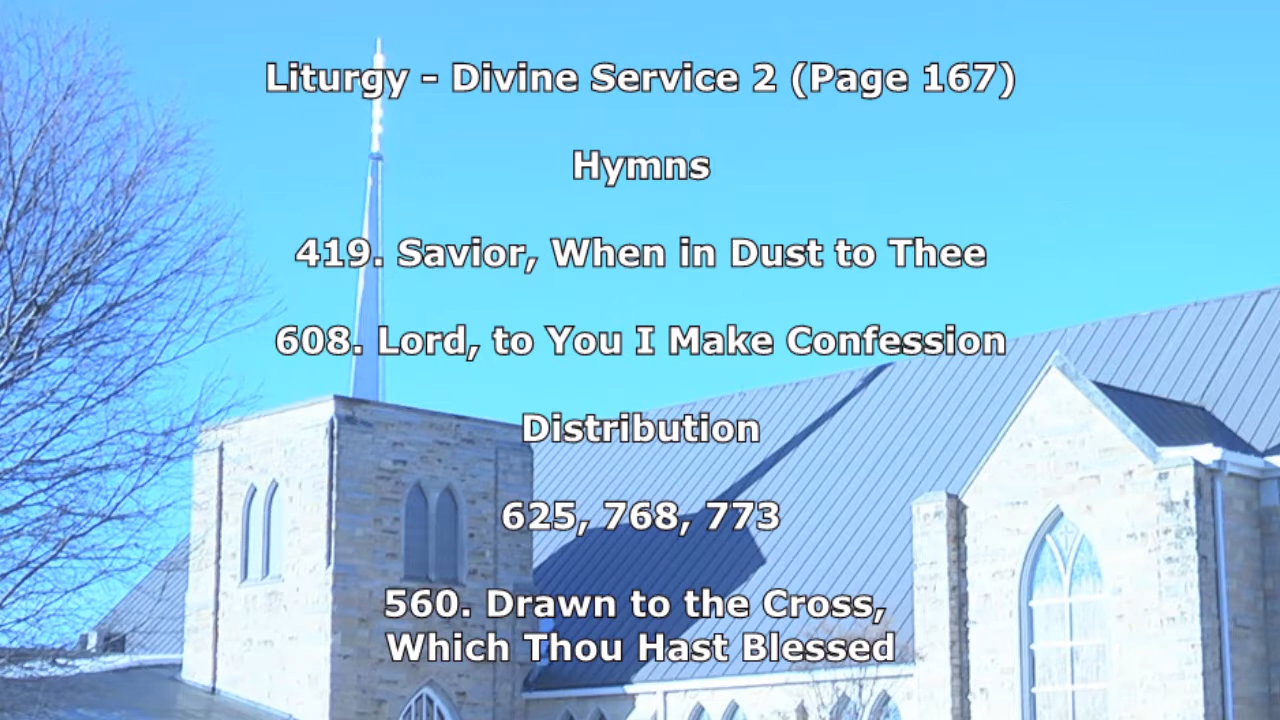 Liturgy - Divine Service 2 (Page 167)
Hymns
419. Savior, When in Dust to Thee
608. Lord, to You I Make Confession
Distribution
625, 768, 773
560. Drawn to the Cross,
Which Thou Hast Blessed